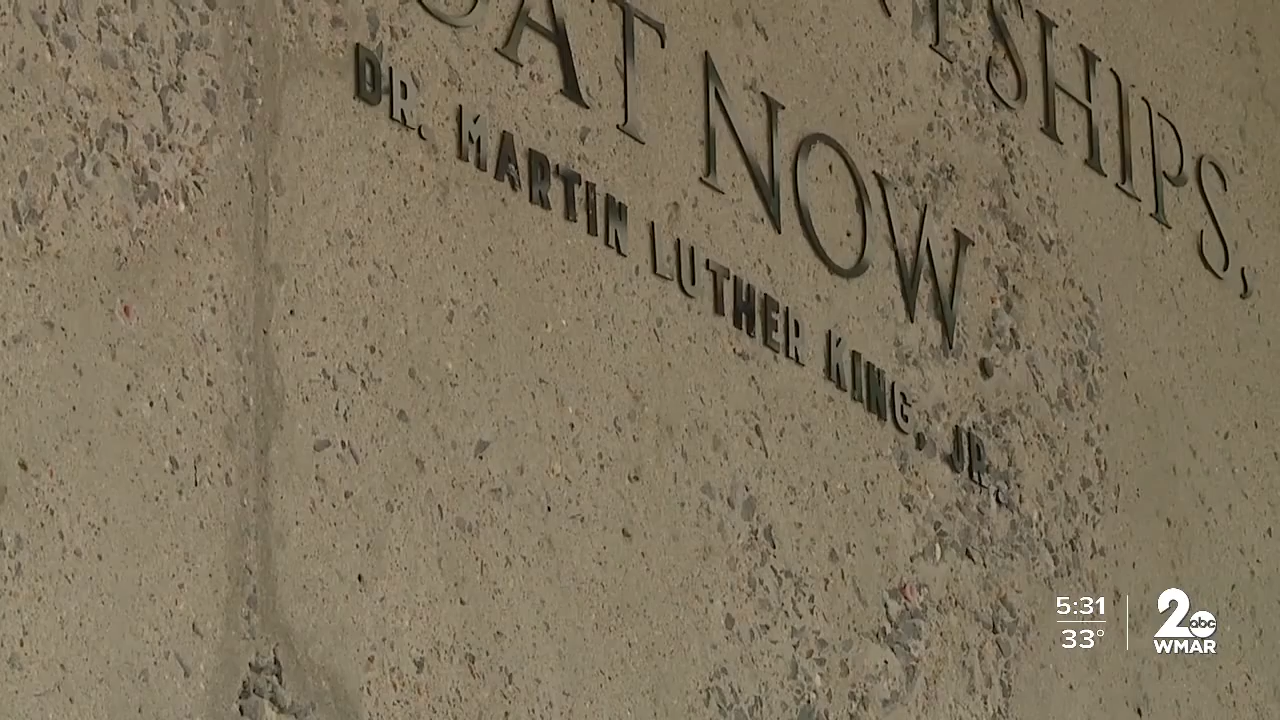 SHIPS,
OAT NOW.
DR. MARTIN LUTHER KING, JR.
5:31
33°
2 abc
WMAR